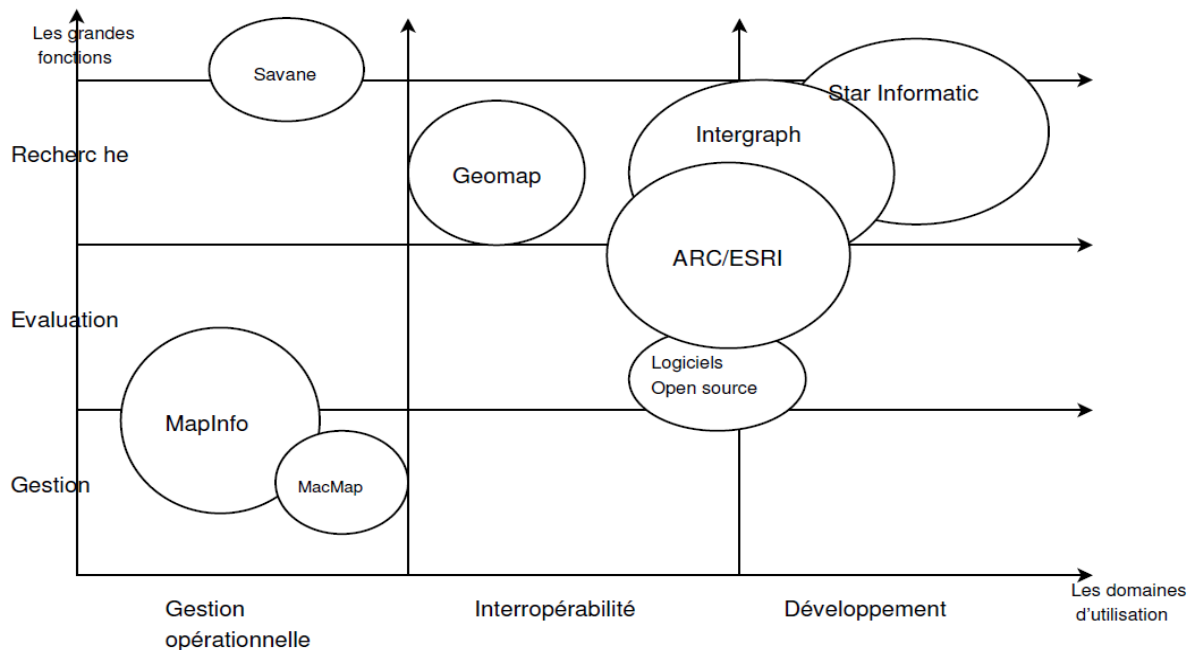 Les grandes
fonctions
Savane
Star Informatic
Intergraph
Recherc he
Geomap
ARC/ESRI
Evaluation
Logiciels
Open source
MapInfo
Gestion
MacMap
Les domaines
d’utilisation
Gestion
opérationnelle
Interropérabilité
Développement